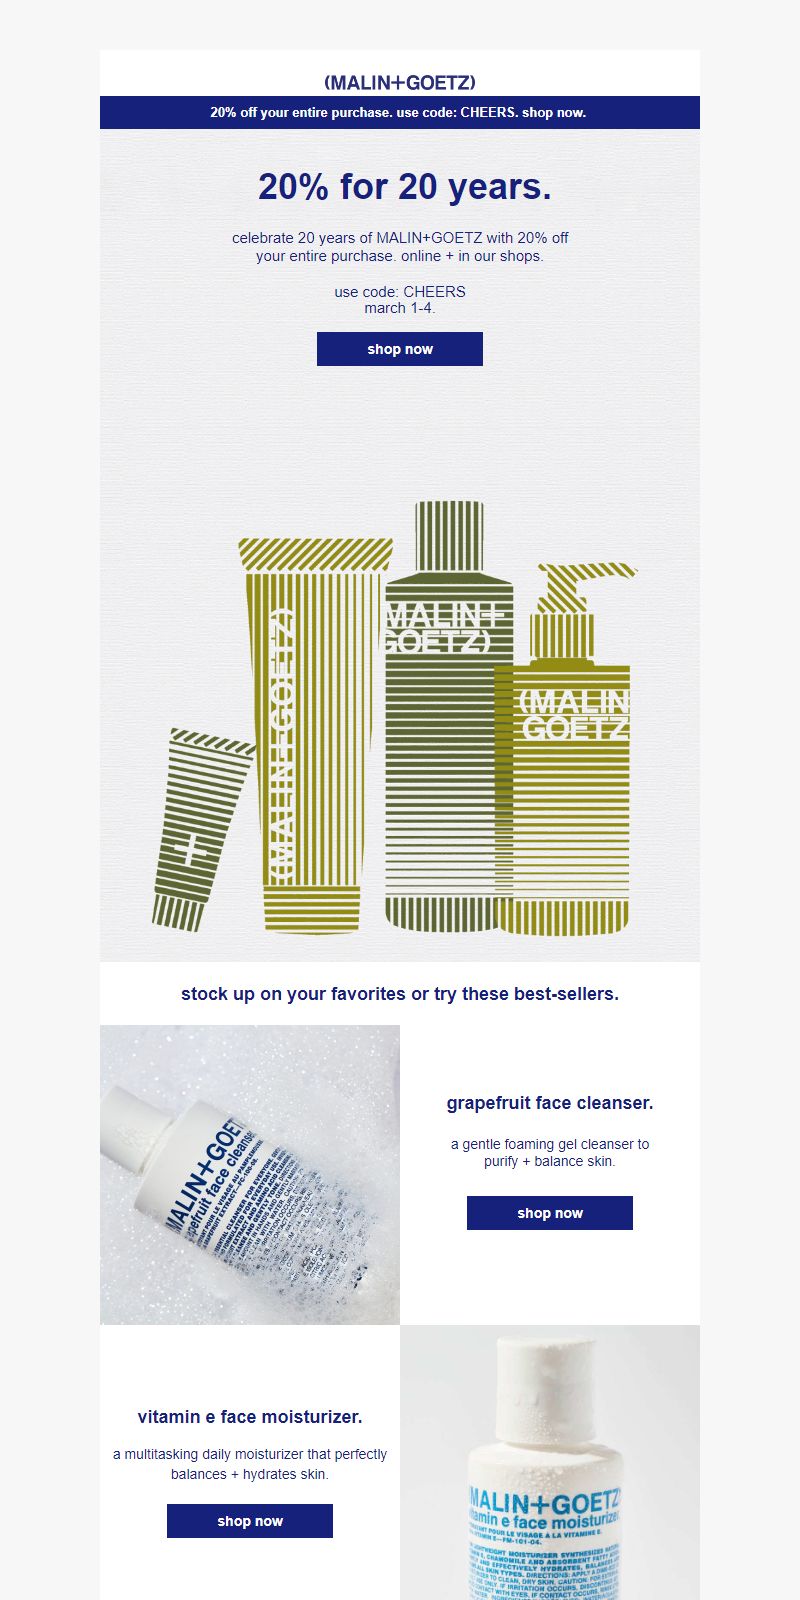 (MALIN+GOETZ)
20% off your entire purchase. use code: CHEERS. shop now.
20% for 20 years.
celebrate 20 years of MALIN+GOETZ with 20% off
your entire purchase. online + in our shops.
use code: CHEERS
march 1-4.
shop now
(MALIN+GOETZ)
MALIN+
GOETZ)
(MALIN
GOETZ
+
stock up on your favorites or try these best-sellers.
MALIN+GOET
face cleanser
grapefruit face cleanser.
a gentle foaming gel cleanser to
purify + balance skin.
shop now
vitamin e face moisturizer.
a multitasking daily moisturizer that perfectly
balances + hydrates skin.
shop now
(MALIN+GOETZ)
vitamin e face moisturizer.